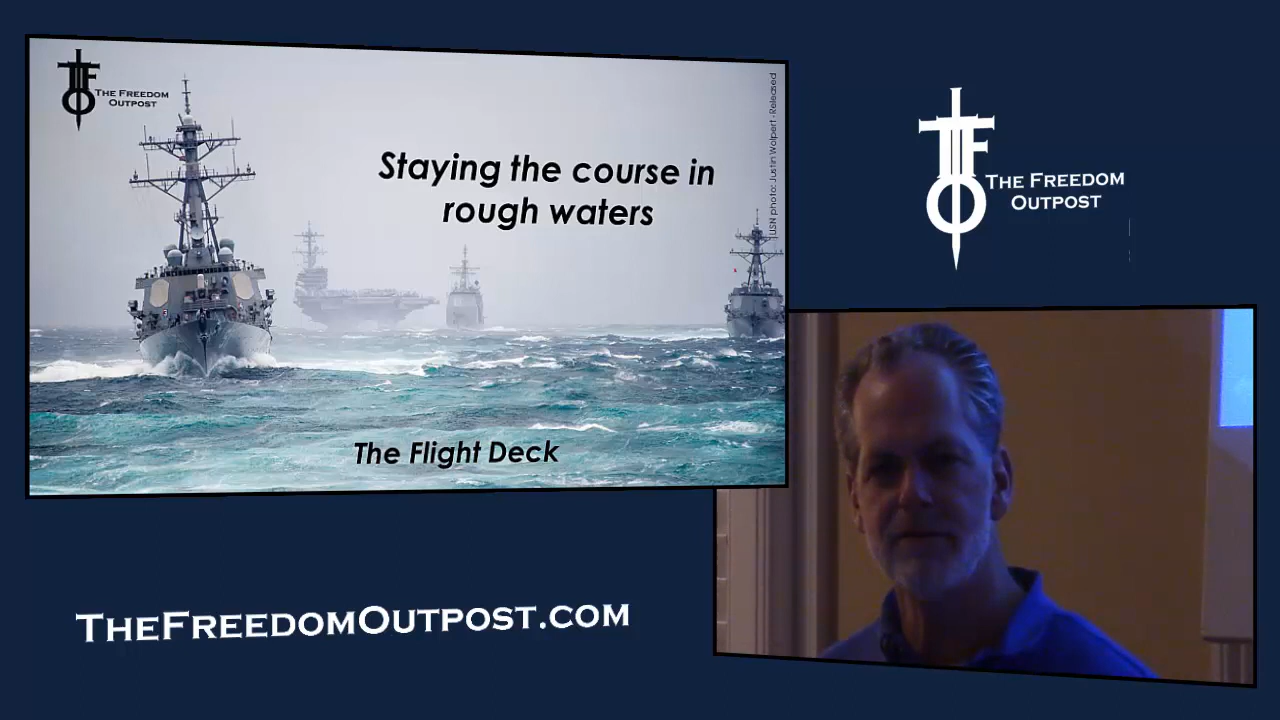 THE FREEDOM
OUTPOST
Staying the course in
rough waters
USN photo: Justin Wolpert - Released
The Flight Deck
THE FREEDOM
OUTPOST
THEFREEDOMOUTPOST.COM